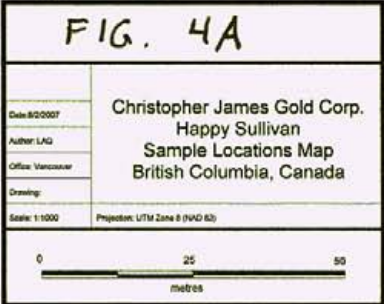 FIG. 4A
Christopher James Gold Corp.
Happy Sullivan
Sample Locations Map
British Columbia, Canada
Date:8/2/2007
Author: LAG
Office: Vancouver
Drawing:
Scale: 1:1000
Projection: UTM Zone 8 (NAD 83)
0 25 50
metres